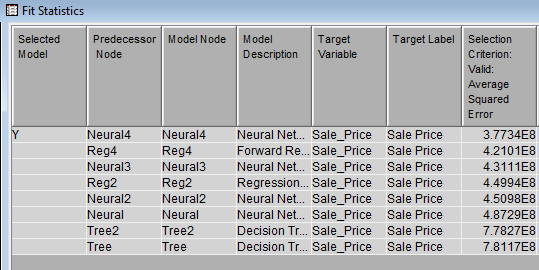 Fit Statistics
Selected Model Predecessor Node Model Node Model Description Target Variable Target Label Selection Criterion: Valid: Average Squared Error
Y Neural4 Neural4 Neural Net... Sale_Price Sale Price 3.7734E8
Reg4 Reg4 Forward Re... Sale_Price Sale Price 4.2101E8
Neural3 Neural3 Neural Net... Sale_Price Sale Price 4.3111E8
Reg2 Reg2 Regression... Sale_Price Sale Price 4.4994E8
Neural2 Neural2 Neural Net... Sale_Price Sale Price 4.5098E8
Neural Neural Neural Net... Sale_Price Sale Price 4.8729E8
Tree2 Tree2 Decision Tr... Sale_Price Sale Price 7.7827E8
Tree Tree Decision Tr... Sale_Price Sale Price 7.8117E8